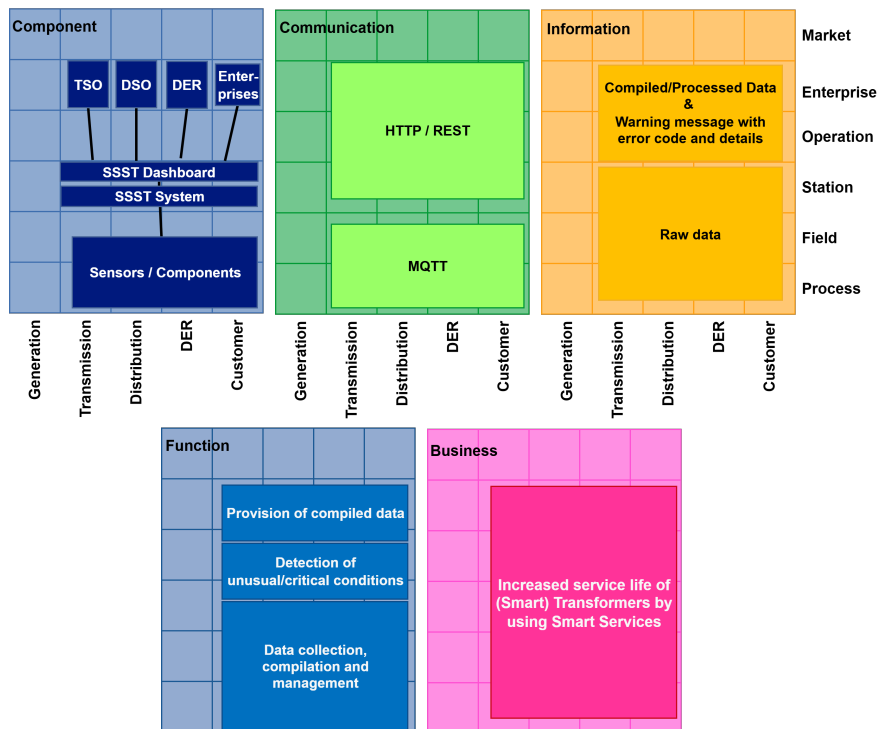 Component
TSO
DSO
DER
Enter-
prises
SSST Dashboard
SSST System
Sensors / Components
Communication
HTTP / REST
MQTT
Information
Compiled/Processed Data
&
Warning message with
error code and details
Raw data
Market
Enterprise
Operation
Station
Field
Process
Generation
Transmission
Distribution
DER
Customer
Generation
Transmission
Distribution
DER
Customer
Generation
Transmission
Distribution
DER
Customer
Function
Provision of compiled data
Detection of
unusual/critical conditions
Data collection,
compilation and
management
Business
Increased service life of
(Smart) Transformers by
using Smart Services